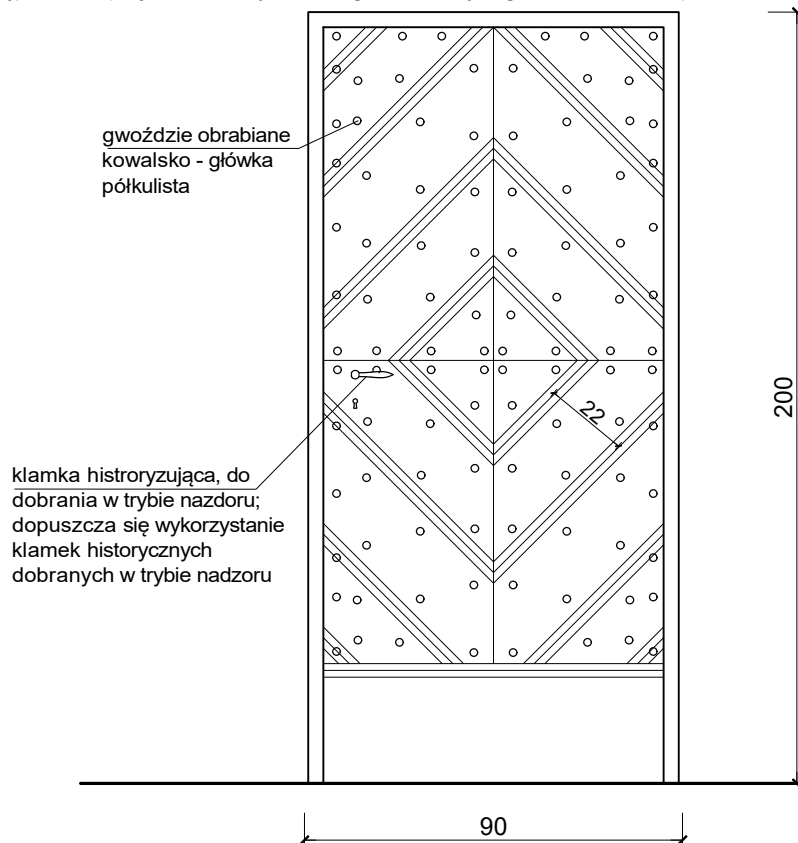 gwoździe obrabiane
kowalsko - główka
półkulista
200
22
klamka histroryzująca, do
dobrania w trybie nazdoru;
dopuszcza się wykorzystanie
klamek historycznych
dobranych w trybie nadzoru
90